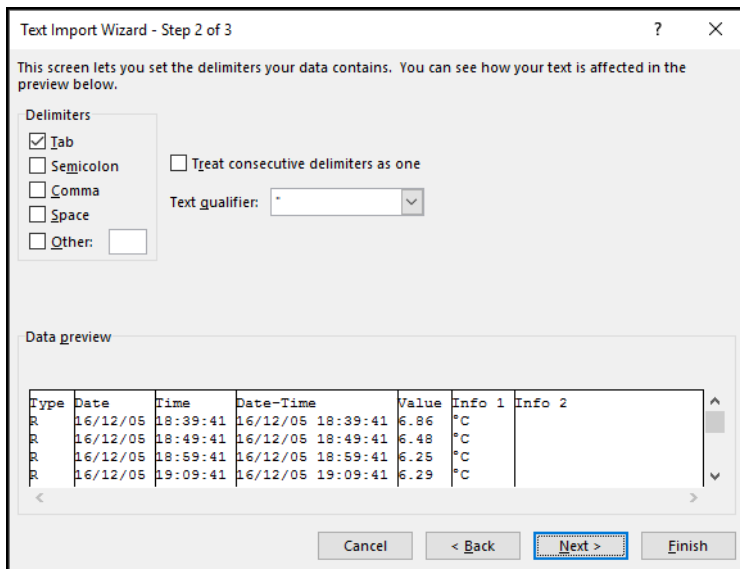 Text Import Wizard - Step 2 of 3 ?
This screen lets you set the delimiters your data contains. You can see how your text is affected in the
preview below.
Delimiters
Tab
Semicolon
Comma
Space
Other:
Treat consecutive delimiters as one
Text qualifier: "
Data preview
Type Date Time Date-Time Value Info 1 Info 2
R 16/12/05 18:39:41 16/12/05 18:39:41 6.86 °C
R 16/12/05 18:49:41 16/12/05 18:49:41 6.48 °C
R 16/12/05 18:59:41 16/12/05 18:59:41 6.25 °C
R 16/12/05 19:09:41 16/12/05 19:09:41 6.29 °C
Cancel < Back Next > Finish